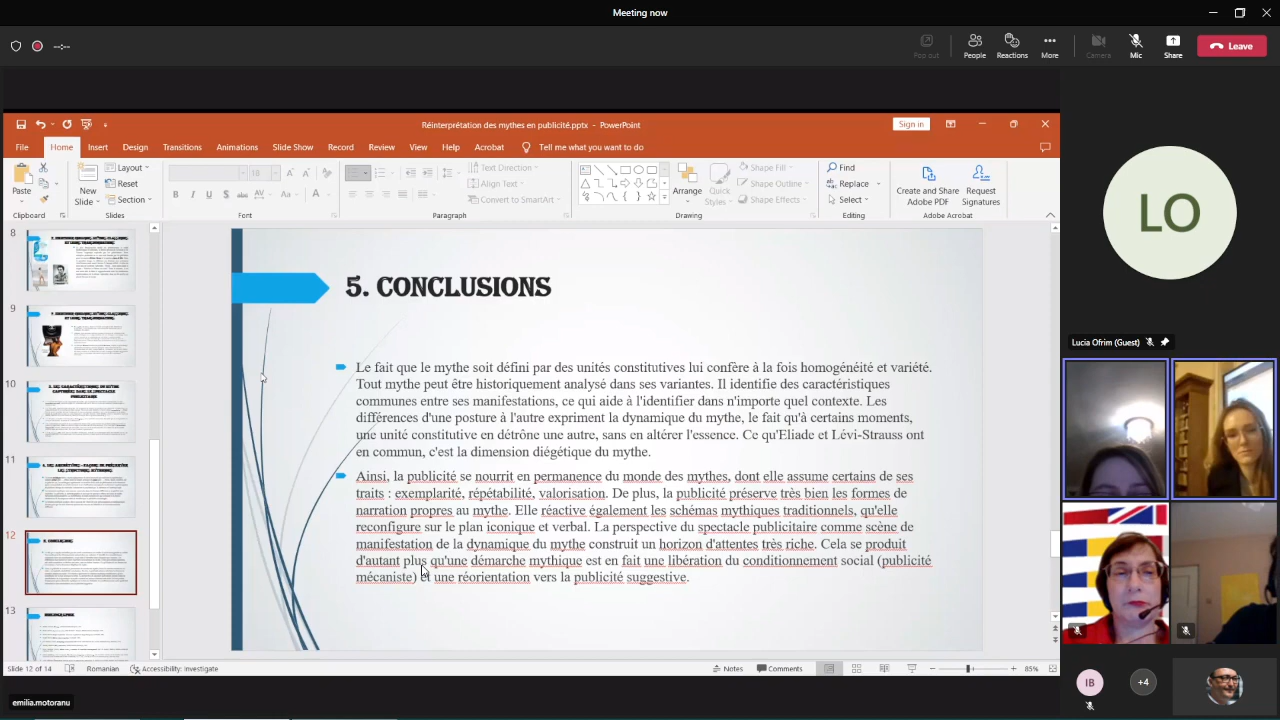 Meeting now
--:--
Pop out
People
Reactions
More
Camera
Mic
Share
Leave
Réinterprétation des mythes en publicité.pptx - PowerPoint
Sign in
File Home Insert Design Transitions Animations Slide Show Record Review View Help Acrobat Tell me what you want to do
Paste
Clipboard
New
Slide
Layout
Reset
Section
Slides
18
B I U S abc AV Aa A
Font
Text Direction
Align Text
Convert to SmartArt
Paragraph
Arrange
Quick
Styles
Shape Fill
Shape Outline
Shape Effects
Drawing
Find
Replace
Select
Editing
Create and Share
Adobe PDF
Request
Signatures
Adobe Acrobat
8
9
10
11
12
13
5. CONCLUSIONS
Le fait que le mythe soit défini par des unités constitutives lui confère à la fois homogénéité et variété.
Tout mythe peut être historiquement analysé dans ses variantes. Il identifie des caractéristiques
communes entre ses manifestations, ce qui aide à l'identifier dans n'importe quel contexte. Les
différences d'une posture à l'autre expriment la dynamique du mythe, le fait qu'à certains moments,
une unité constitutive en détrône une autre, sans en altérer l'essence. Ce qu'Eliade et Lévi-Strauss ont
en commun, c'est la dimension diégétique du mythe.
Ainsi, la publicité se nourrit en permanence du monde des mythes, dont elle assume certains de ses
traits : exemplarité, répétitivité, valorisation. De plus, la publicité préserve très bien les formes de
narration propres au mythe. Elle réactive également les schémas mythiques traditionnels, qu'elle
reconfigure sur le plan iconique et verbal. La perspective du spectacle publicitaire comme scène de
manifestation de la dynamique du mythe construit un horizon d'attente riche. Cela se produit
d'autant plus qu'une démarche mythique est en fait une libération du conditionnement social (publicité
mécaniste) et une réorientation vers la publicité suggestive.
Slide 12 of 14
Romanian
Accessibility: Investigate
Notes
Comments
85%
emilia.motoranu
LO
Lucia Ofrim (Guest)
IB
+4